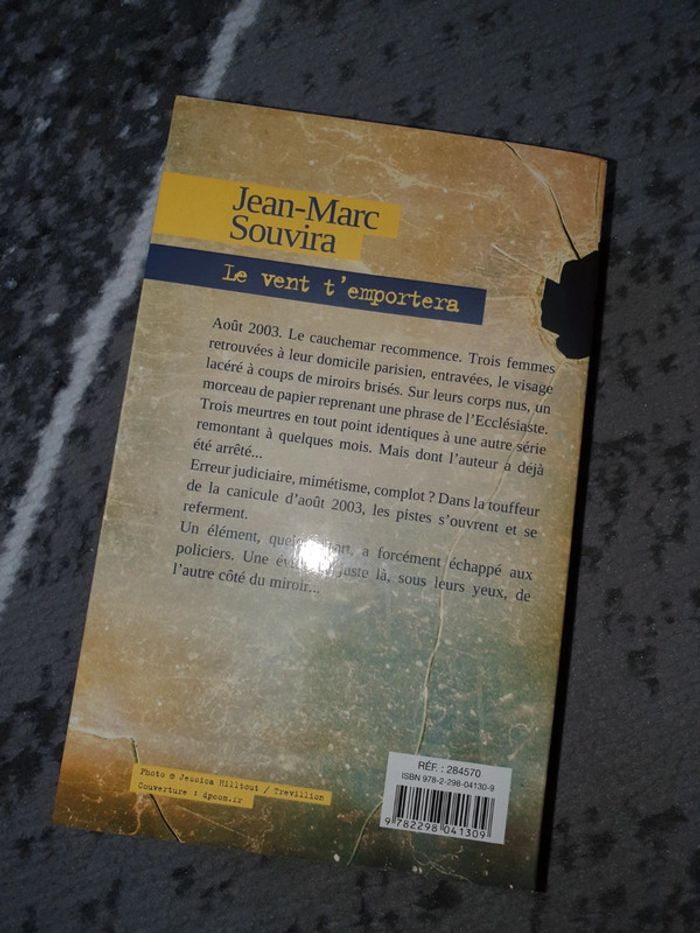 Jean-Marc
Souvira
Le vent t'emportera
Août 2003. Le cauchemar recommence. Trois femmes
retrouvées à leur domicile parisien, entravées, le visage
lacéré à coups de miroirs brisés. Sur leurs corps nus, un
morceau de papier reprenant une phrase de l'Ecclésiaste.
Trois meurtres en tout point identiques à une autre série
remontant à quelques mois. Mais dont l'auteur a déjà
été arrêté...
Erreur judiciaire, mimétisme, complot ? Dans la touffeur
de la canicule d'août 2003, les pistes s'ouvrent et se
referment.
Un élément, a forcément échappé aux
policiers. Une juste là, sous leurs yeux, de
l'autre côté du miroir...
Photo © Jessica Hilltout / Trevillion
Couverture : dpcom.fr
RÉF. : 284570
ISBN 978-2-298-04130-9
9 782298 041309